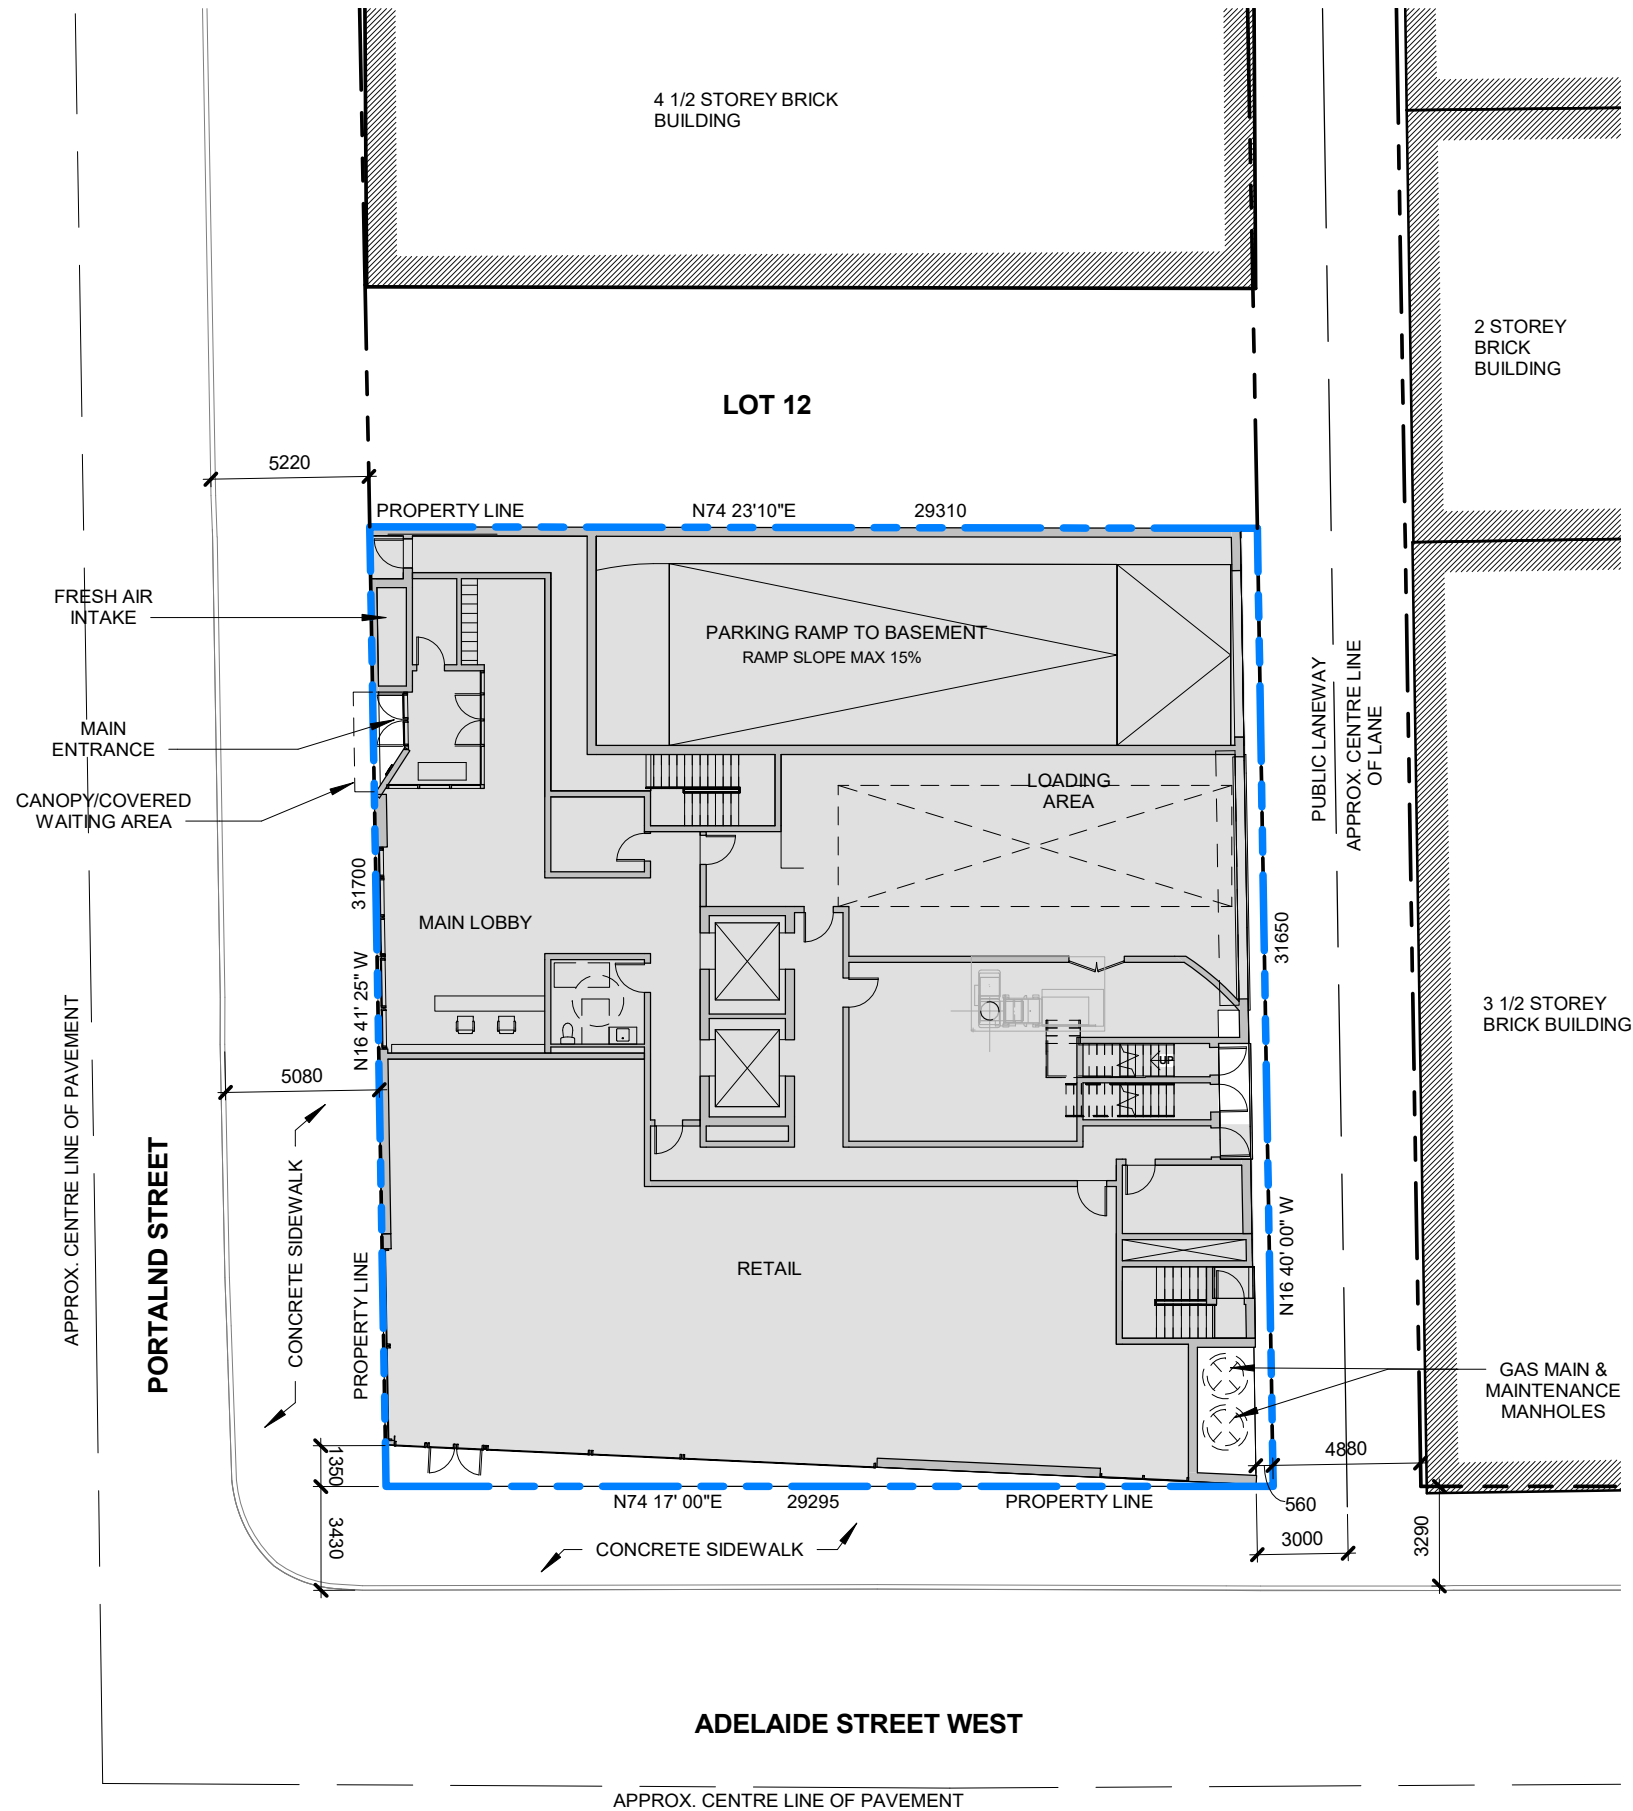 4 1/2 STOREY BRICK
BUILDING
2 STOREY
BRICK
BUILDING
LOT 12
5220
PROPERTY LINE
N74 23'10"E
29310
FRESH AIR
INTAKE
PARKING RAMP TO BASEMENT
RAMP SLOPE MAX 15%
PUBLIC LANEWAY
APPROX. CENTRE LINE
OF LANE
MAIN
ENTRANCE
CANOPY/COVERED
WAITING AREA
LOADING
AREA
31700
MAIN LOBBY
31650
N16 41' 25" W
3 1/2 STOREY
BRICK BUILDING
UP
5080
APPROX. CENTRE LINE OF PAVEMENT
PORTALND STREET
CONCRETE SIDEWALK
PROPERTY LINE
RETAIL
N16 40' 00" W
GAS MAIN &
MAINTENANCE
MANHOLES
1350
4880
N74 17' 00"E
29295
PROPERTY LINE
560
3430
CONCRETE SIDEWALK
3000
3290
ADELAIDE STREET WEST
APPROX. CENTRE LINE OF PAVEMENT